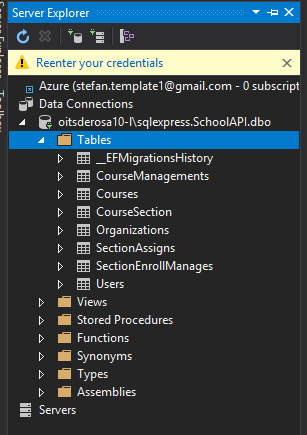 Server Explorer
Reenter your credentials
Azure (stefan.template1@gmail.com - 0 subscript
Data Connections
oitsderosa10-l\sqlexpress.SchoolAPI.dbo
Tables
__EFMigrationsHistory
CourseManagements
Courses
CourseSection
Organizations
SectionAssigns
SectionEnrollManages
Users
Views
Stored Procedures
Functions
Synonyms
Types
Assemblies
Servers